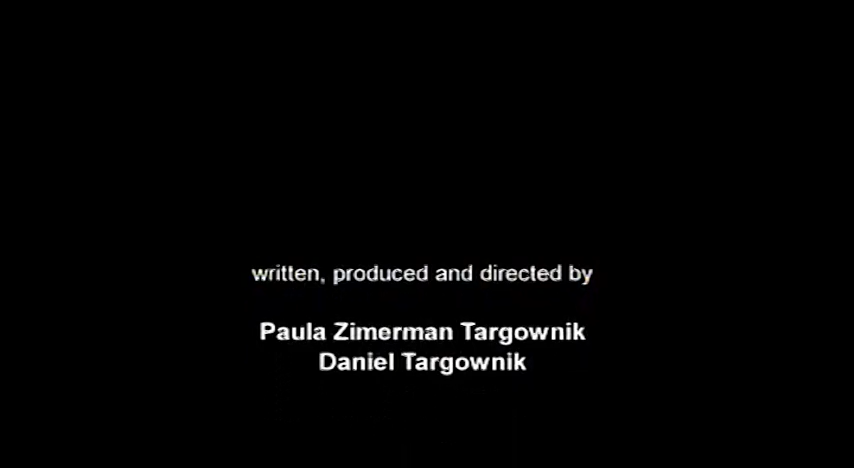 written, produced and directed by
Paula Zimerman Targownik
Daniel Targownik